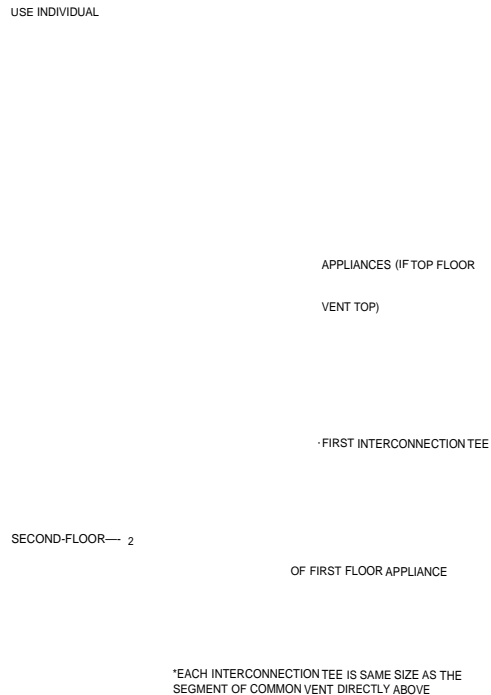 USE INDIVIDUAL
APPLIANCES (IF TOP FLOOR
VENT TOP)
·FIRST INTERCONNECTION TEE
SECOND-FLOOR— 2
OF FIRST FLOOR APPLIANCE
*EACH INTERCONNECTION TEE IS SAME SIZE AS THE
SEGMENT OF COMMON VENT DIRECTLY ABOVE